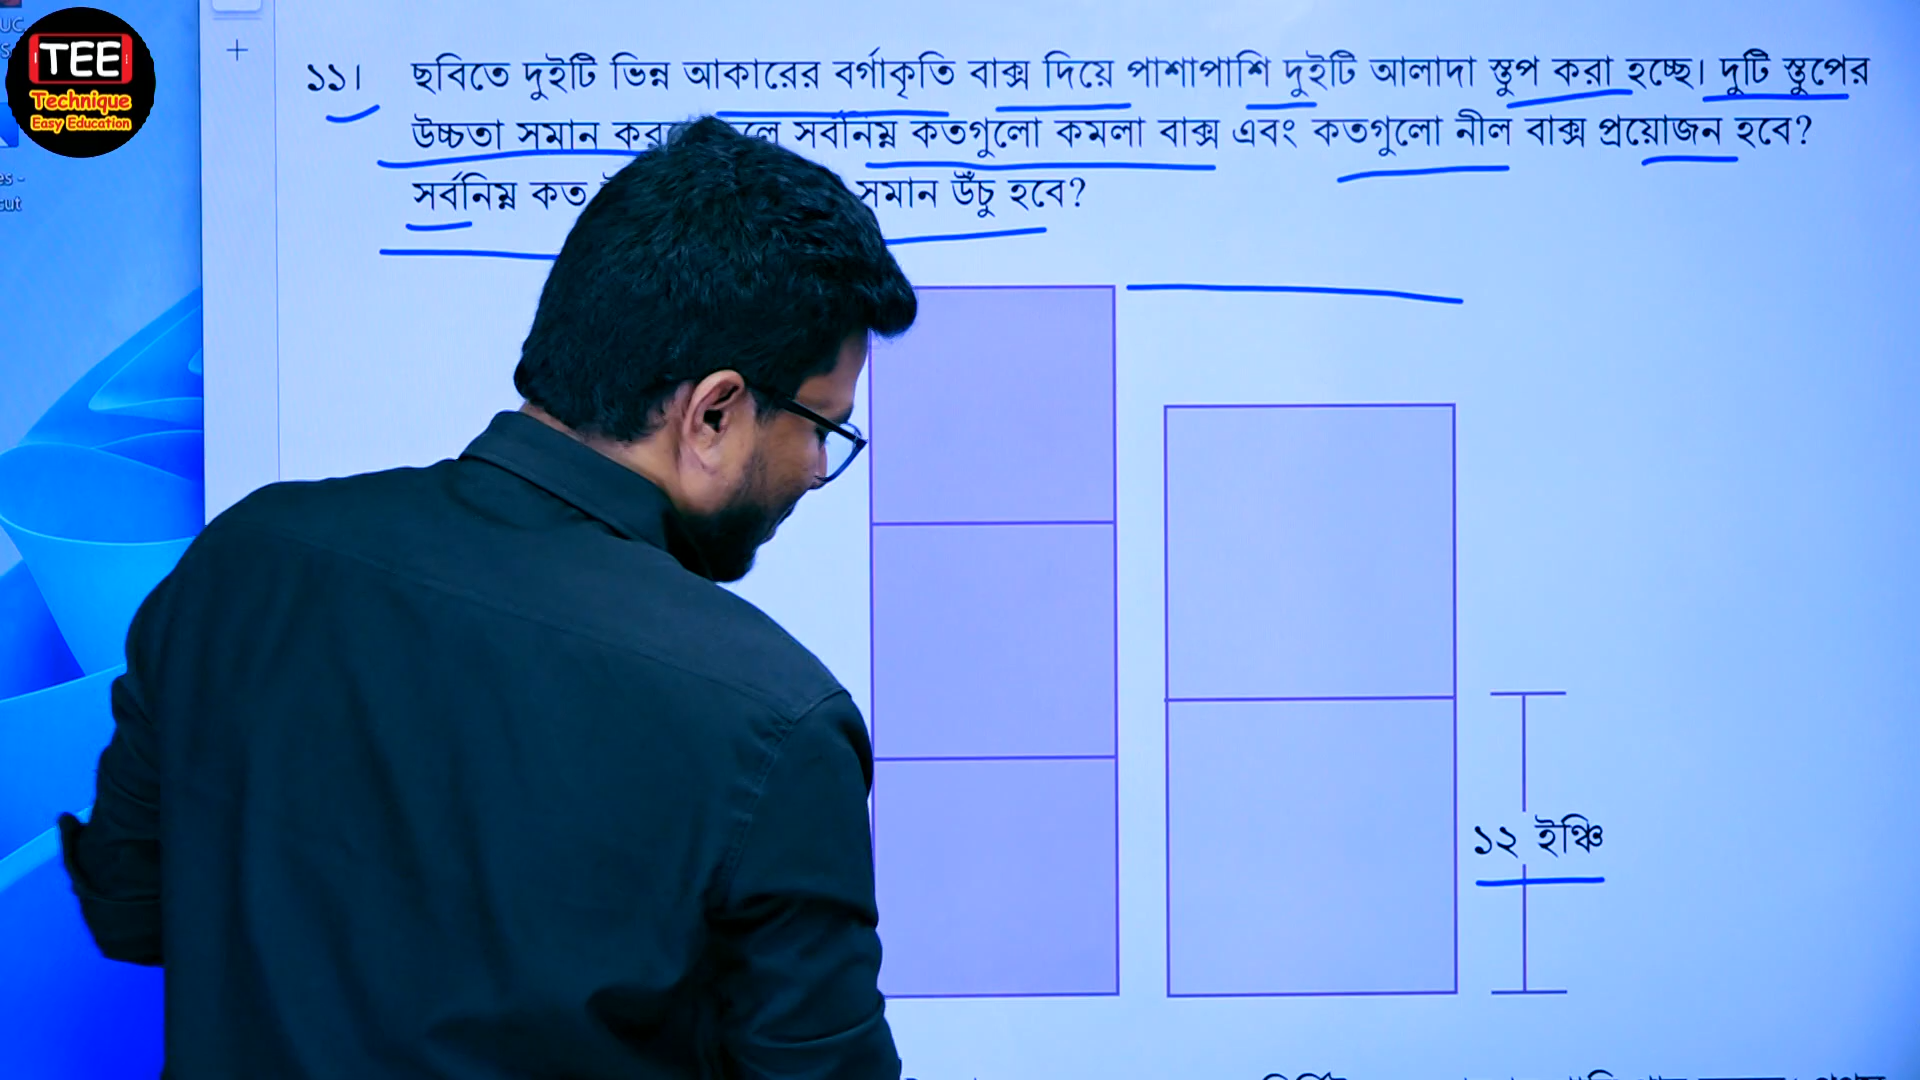 TEE
Technique
Easy Education
১১। ছবিতে দুইটি ভিন্ন আকারের বর্গাকৃতি বাক্স দিয়ে পাশাপাশি দুইটি আলাদা স্তুপ করা হচ্ছে। দুটি স্তুপের
উচ্চতা সমান সর্বনিম্ন কতগুলো কমলা বাক্স এবং কতগুলো নীল বাক্স প্রয়োজন হবে?
সর্বনিম্ন কত সমান উঁচু হবে?
১২ ইঞ্চি